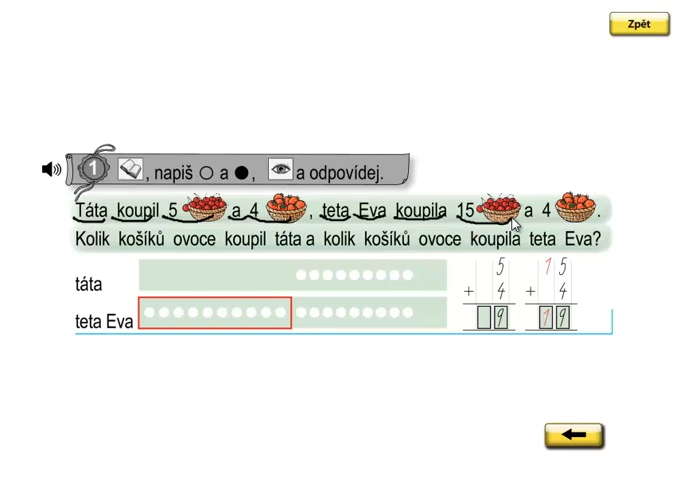 Zpět
1 , napiš ○ a ●, a odpovídej.
Táta koupil 5 a 4 , teta Eva koupila 15 a 4 .
Kolik košíků ovoce koupil táta a kolik košíků ovoce koupila teta Eva?
táta
teta Eva
5 15
+ 4 + 4
9 19